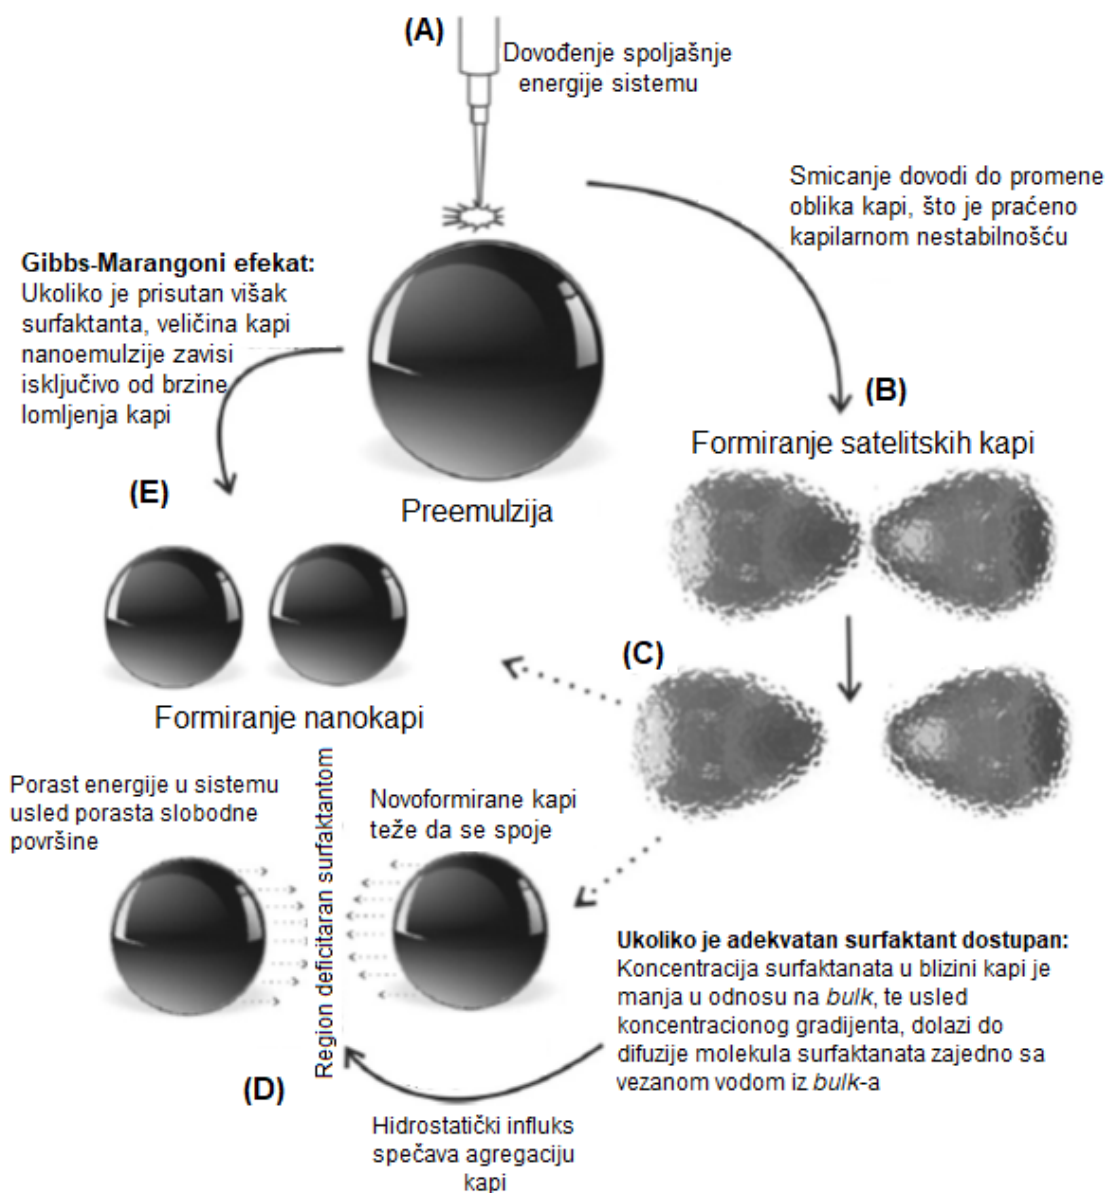 (A)
Dovođenje spoljašnje
energije sistemu
Smicanje dovodi do promene
oblika kapi, što je praćeno
kapilarnom nestabilnošću
Gibbs-Marangoni efekat:
Ukoliko je prisutan višak
surfaktanta, veličina kapi
nanoemulzije zavisi
isključivo od brzine
lomljenja kapi
(B)
Formiranje satelitskih kapi
(E)
Preemulzija
(C)
Formiranje nanokapi
Porast energije u sistemu
usled porasta slobodne
površine
Region deficitaran surfaktantom
Novoformirane kapi
teže da se spoje
Ukoliko je adekvatan surfaktant dostupan:
Koncentracija surfaktanata u blizini kapi je
manja u odnosu na bulk, te usled
koncentracionog gradijenta, dolazi do
difuzije molekula surfaktanata zajedno sa
vezanom vodom iz bulk-a
(D)
Hidrostatički influks
spečava agregaciju
kapi